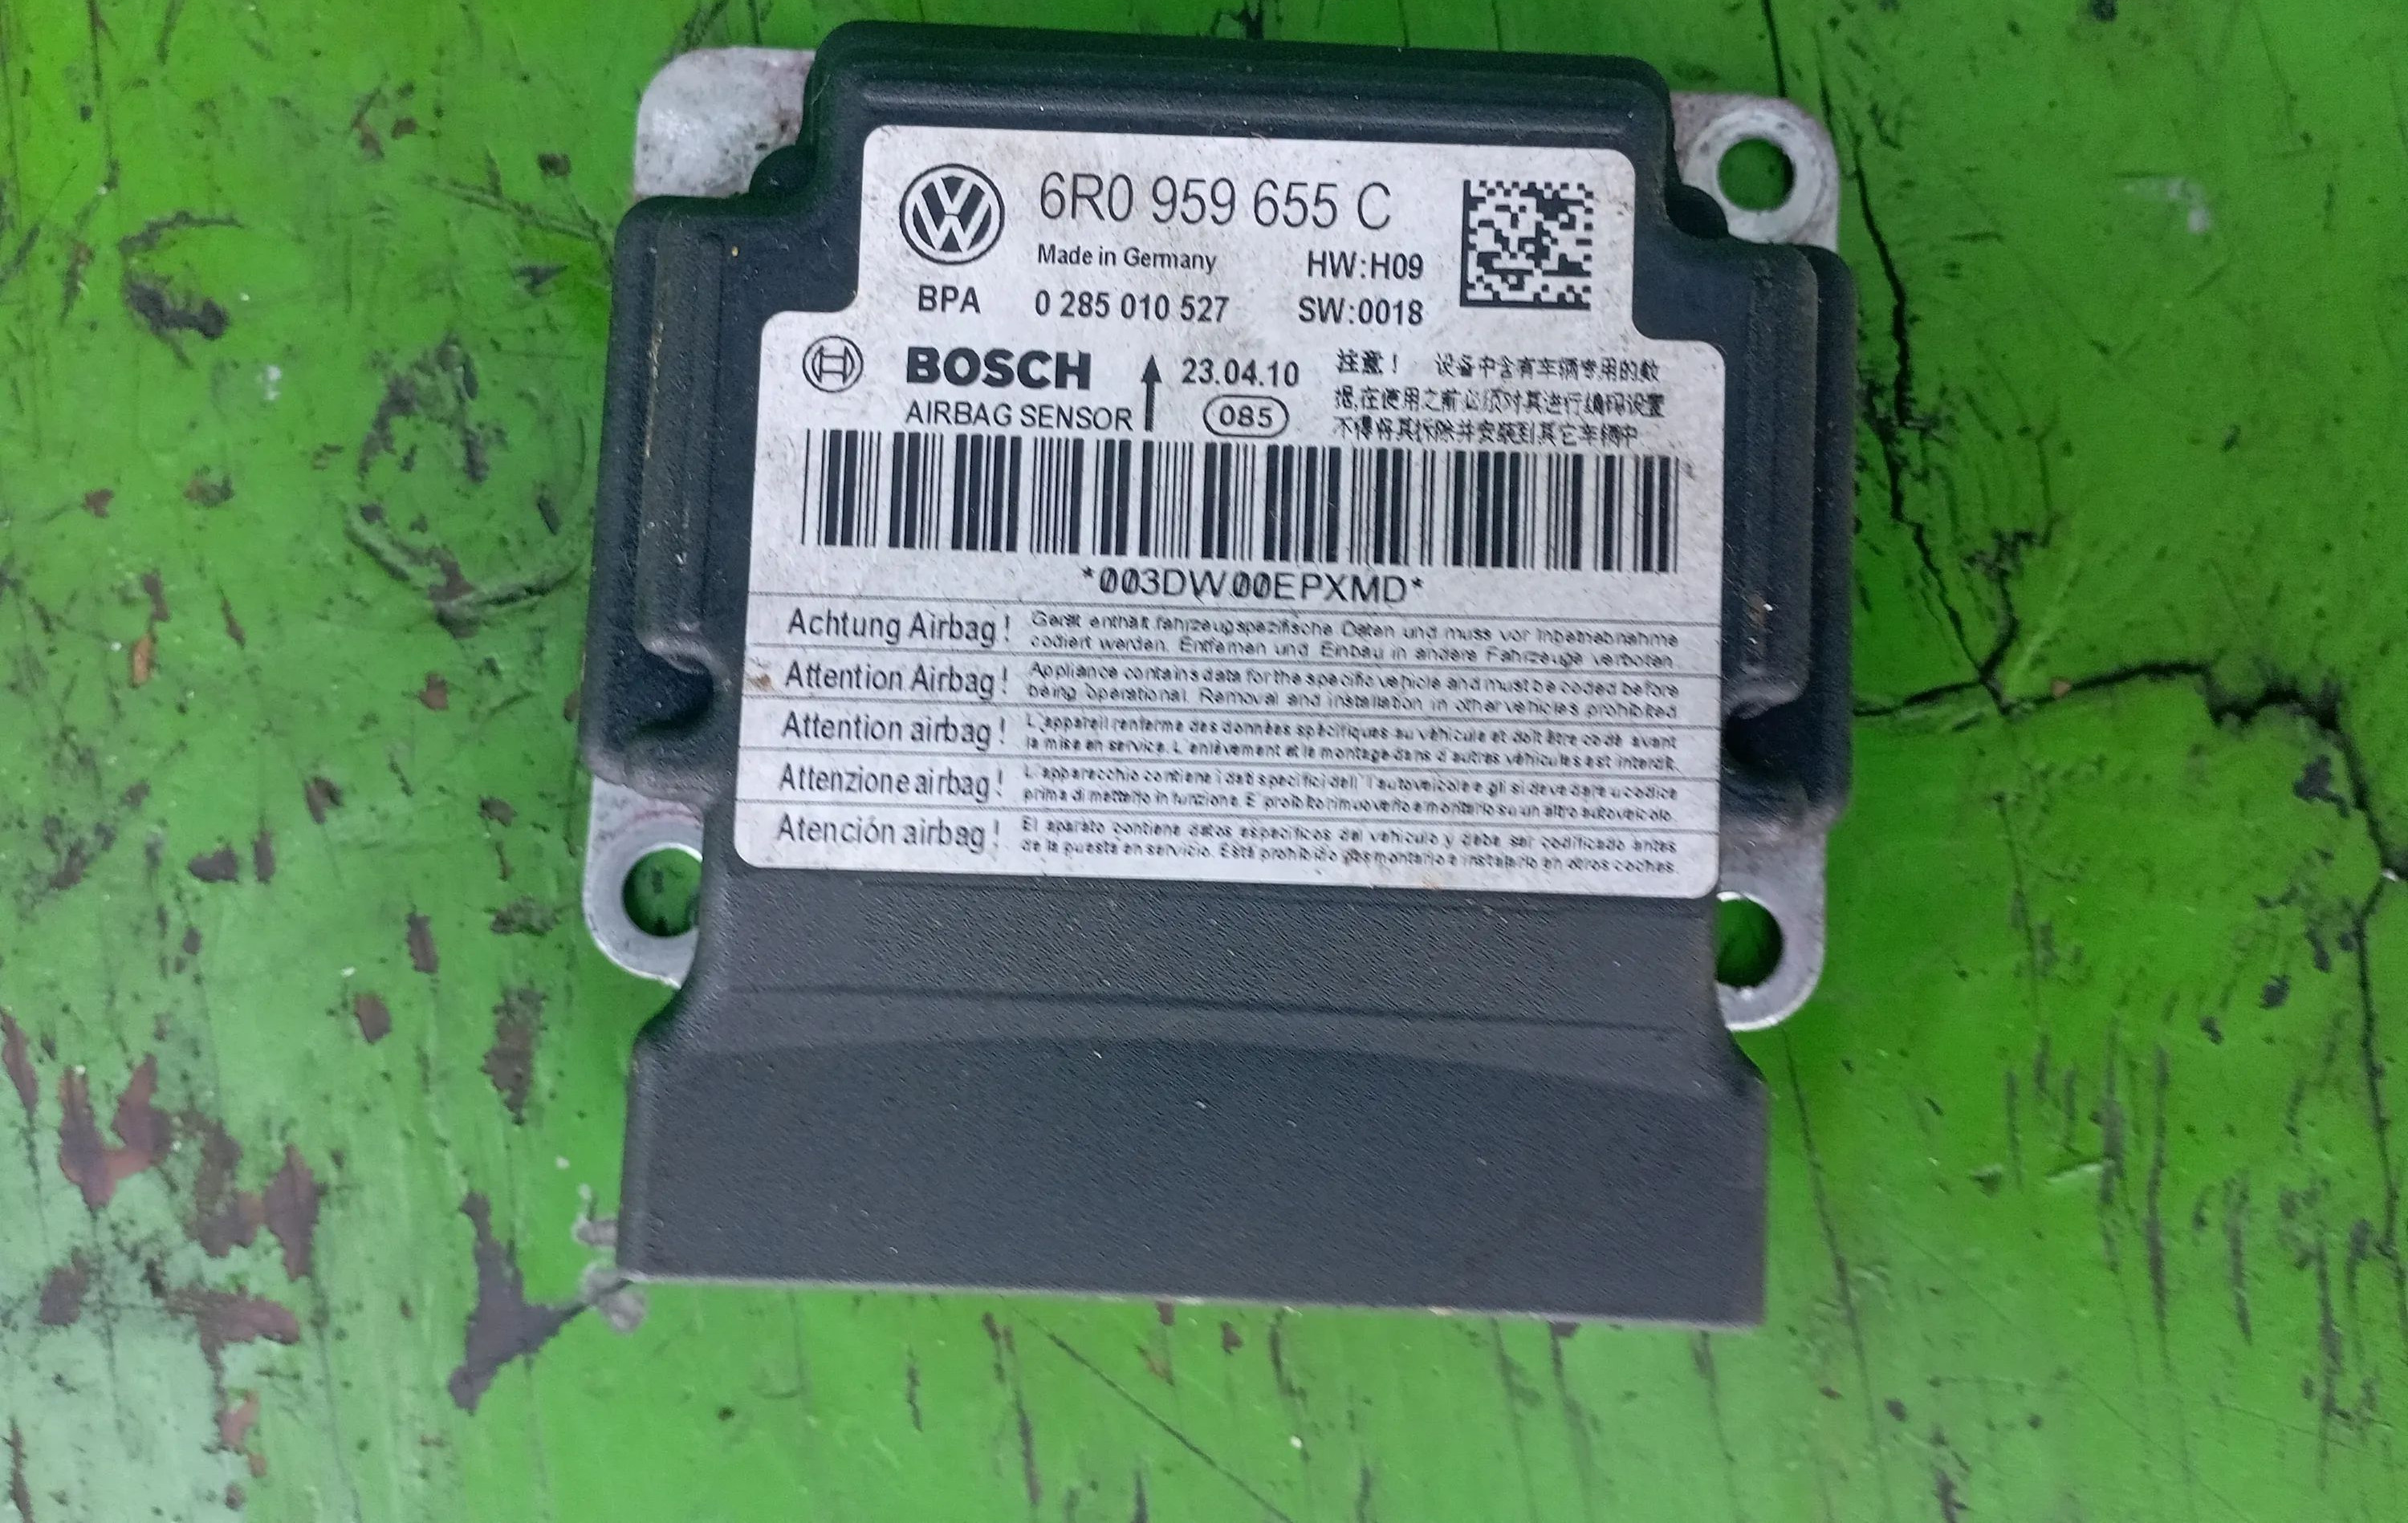 6R0 959 655 C
Made in Germany HW:H09
BPA 0 285 010 527 SW:0018
BOSCH 23.04.10
AIRBAG SENSOR 085
注意! 设备中含有车辆专用的数
据,在使用之前必须对其进行编码设置
不得将其拆除并安装到其它车辆中
*003DW00EPXMD*
Achtung Airbag! Gerät enthält fahrzeugspezifische Daten und muss vor Inbetriebnahme
codiert werden. Entfernen und Einbau in andere Fahrzeuge verboten.
Attention Airbag! Appliance contains data for the specific vehicle and must be coded before
being operational. Removal and installation in other vehicles prohibited
Attention airbag! L'appareil renferme des données spécifiques au véhicule et doit être codé avant
la mise en service. L'enlèvement et le montage dans d'autres véhicules est interdit.
Attenzione airbag! L'apparecchio contiene i dati specifici dell' l'autoveicolo e gli si deve dare u codice
prima di metterlo in funzione. E' proibito rimuoverlo e montarlo su un altro autoveicolo.
Atención airbag! El aparato contiene datos específicos del vehículo y debe ser codificado antes
de la puesta en servicio. Está prohibido desmontarlo e instalarlo en otros coches.